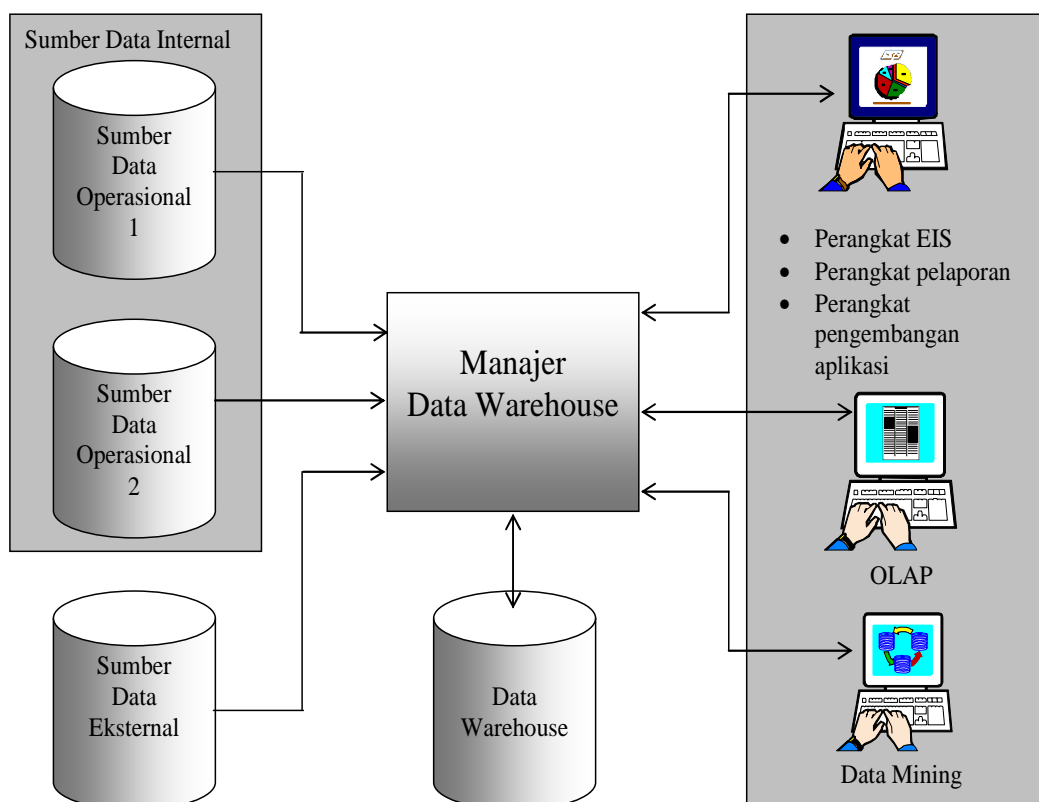 Sumber Data Internal
Sumber
Data
Operasional
1
Sumber
Data
Operasional
2
Sumber
Data
Eksternal
Manajer
Data Warehouse
Data
Warehouse
• Perangkat EIS
• Perangkat pelaporan
• Perangkat
pengembangan
aplikasi
OLAP
Data Mining